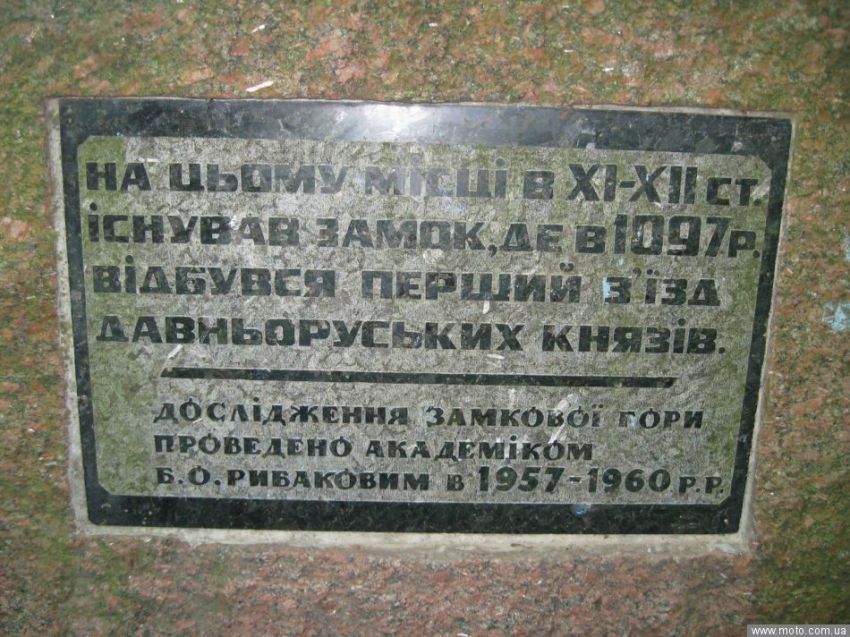 НА ЦЬОМУ МІСЦІ В XI-XII СТ.
ІСНУВАВ ЗАМОК, ДЕ В 1097 Р.
ВІДБУВСЯ ПЕРШИЙ З'ЇЗД
ДАВНЬОРУСЬКИХ КНЯЗІВ.
ДОСЛІДЖЕННЯ ЗАМКОВОЇ ГОРИ
ПРОВЕДЕНО АКАДЕМІКОМ
Б.О. РИБАКОВИМ В 1957-1960 Р.Р.
www.moto.com.ua